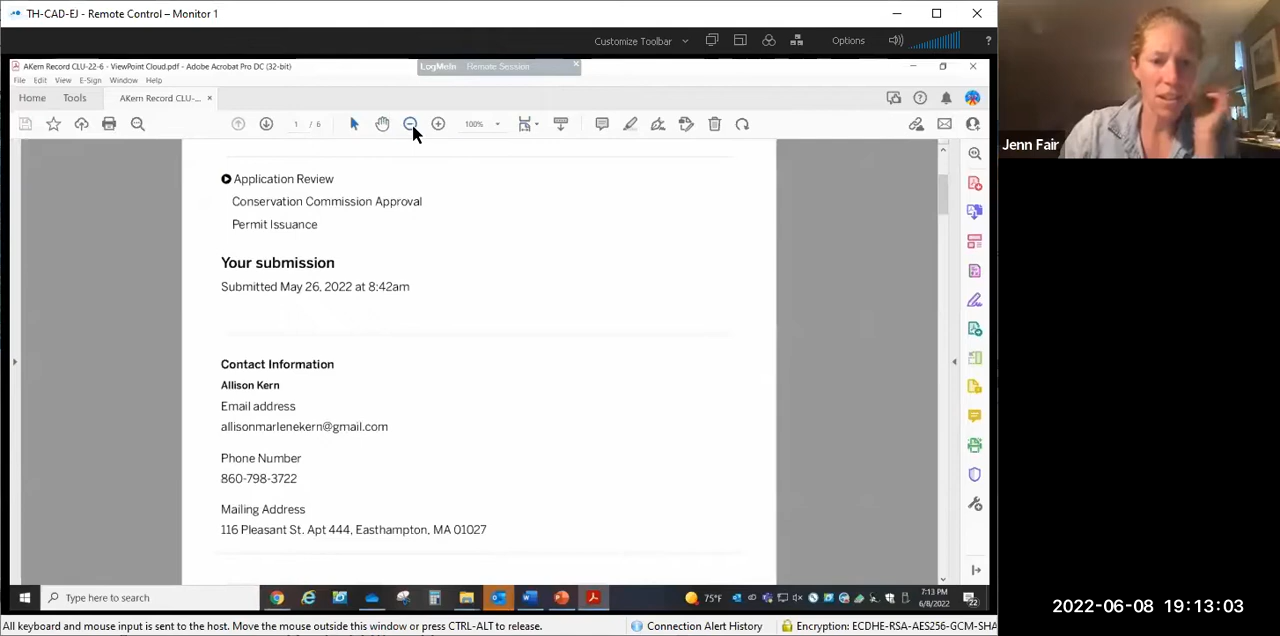 TH-CAD-EJ - Remote Control - Monitor 1
Customize Toolbar
Options
?
AKern Record CLU-22-6 - ViewPoint Cloud.pdf - Adobe Acrobat Pro DC (32-bit)
LogMeIn Remote Session
File Edit View E-Sign Window Help
Home Tools AKern Record CLU-... ×
1 / 6 100%
Application Review
Conservation Commission Approval
Permit Issuance
Your submission
Submitted May 26, 2022 at 8:42am
Contact Information
Allison Kern
Email address
allisonmarlenekern@gmail.com
Phone Number
860-798-3722
Mailing Address
116 Pleasant St. Apt 444, Easthampton, MA 01027
Jenn Fair
Type here to search
75°F
7:13 PM
6/8/2022
22
2022-06-08 19:13:03
All keyboard and mouse input is sent to the host. Move the mouse outside this window or press CTRL-ALT to release.
Connection Alert History
Encryption: ECDHE-RSA-AES256-GCM-SHA